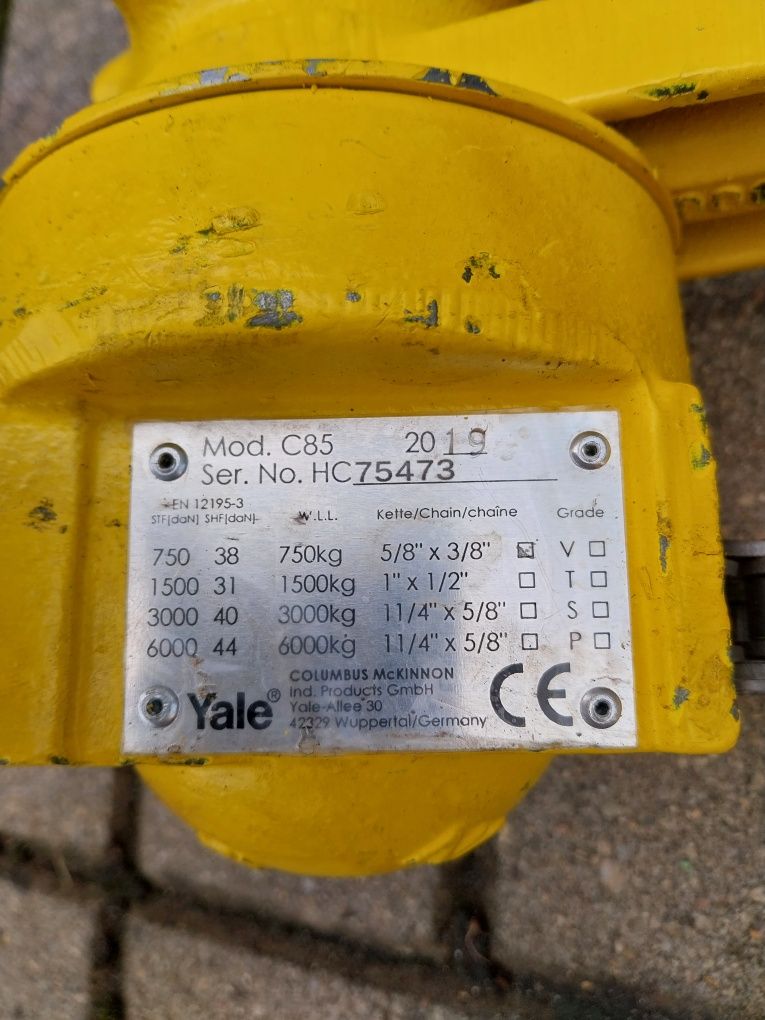 Mod. C85 2019
Ser. No. HC75473
EN 12195-3
STF[daN] SHF[daN] W.L.L. Kette/Chain/chaîne Grade
750 38 750kg 5/8" x 3/8" ☑ V ☐
1500 31 1500kg 1" x 1/2" ☐ T ☐
3000 40 3000kg 11/4" x 5/8" ☐ S ☐
6000 44 6000kg 11/4" x 5/8" ☐ P ☐
Yale®
COLUMBUS McKINNON
Ind. Products GmbH
Yale-Allee 30
42329 Wuppertal/Germany
CE